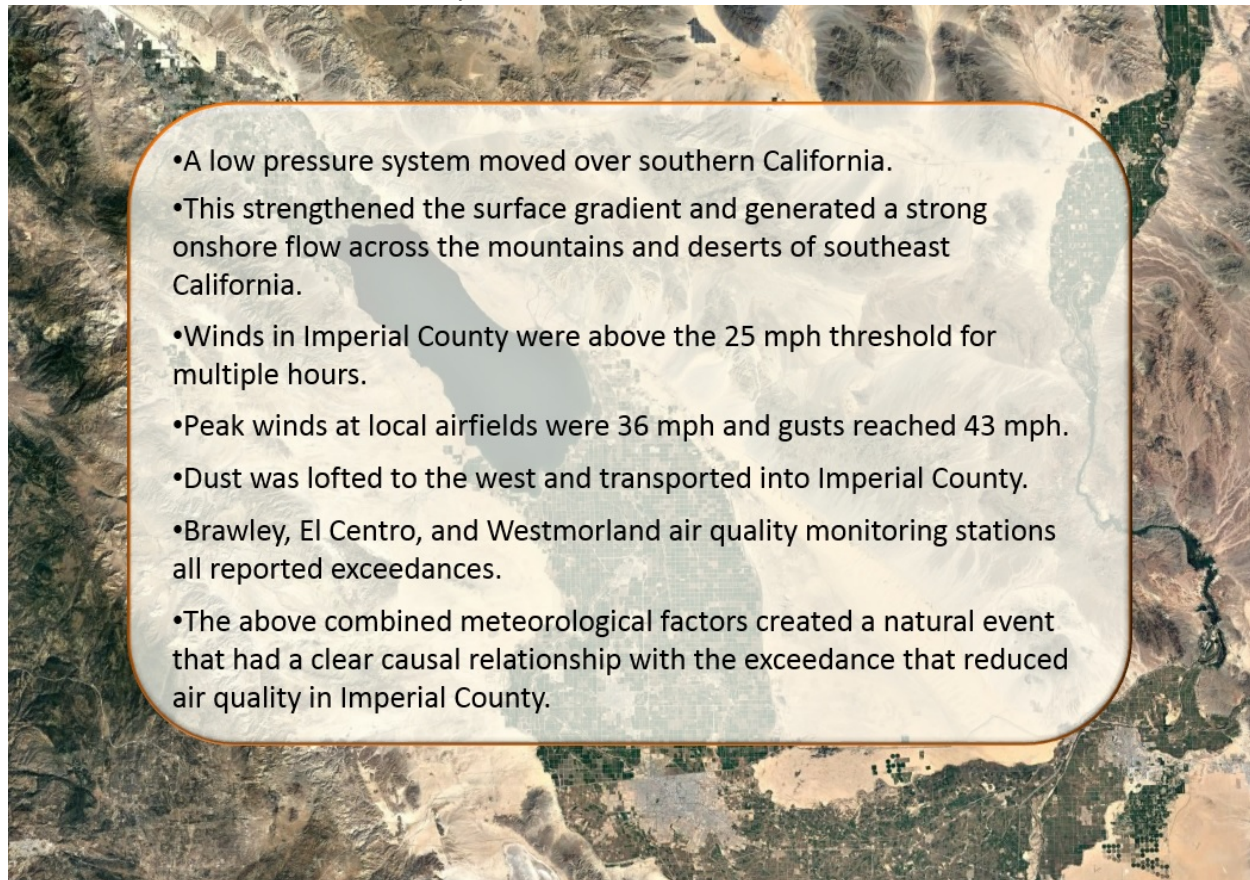 •A low pressure system moved over southern California.
•This strengthened the surface gradient and generated a strong
onshore flow across the mountains and deserts of southeast
California.
•Winds in Imperial County were above the 25 mph threshold for
multiple hours.
•Peak winds at local airfields were 36 mph and gusts reached 43 mph.
•Dust was lofted to the west and transported into Imperial County.
•Brawley, El Centro, and Westmorland air quality monitoring stations
all reported exceedances.
•The above combined meteorological factors created a natural event
that had a clear causal relationship with the exceedance that reduced
air quality in Imperial County.